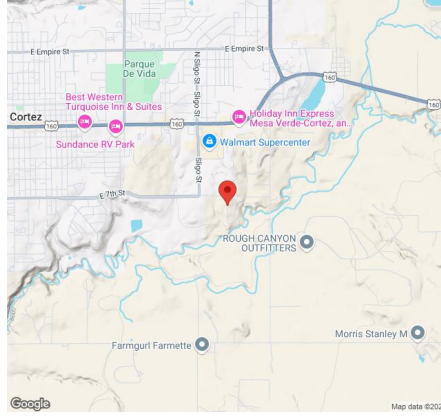 E Empire St
N Sligo St
Sligo St
E Empire St
Parque
De Vida
160
160
Best Western
Turquoise Inn & Suites
Holiday Inn Express
Mesa Verde-Cortez, an...
Cortez
160
160
Sundance RV Park
Walmart Supercenter
Sligo St
E 7th St
ROUGH CANYON
OUTFITTERS
Morris Stanley M
Farmgurl Farmette
Google
Map data ©202